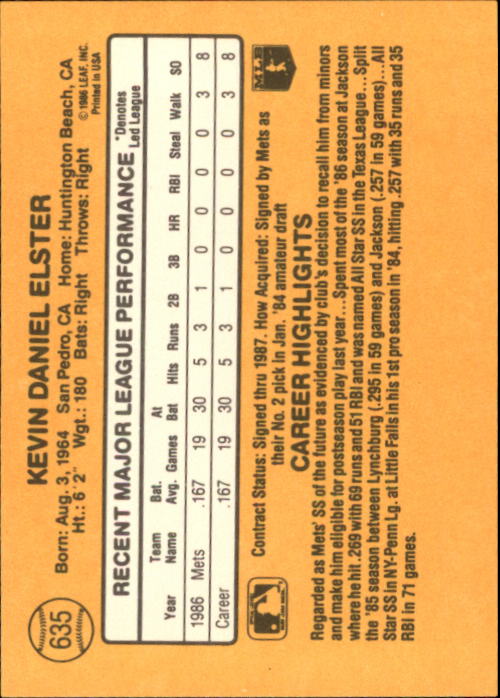 635
KEVIN DANIEL ELSTER
Born: Aug. 3, 1964 San Pedro, CA Home: Huntington Beach, CA
Ht.: 6' 2" Wgt.: 180 Bats: Right Throws: Right
© 1986 LEAF, INC.
Printed in USA
RECENT MAJOR LEAGUE PERFORMANCE *Denotes Led League
Year Team Name Bat. Avg. Games At Bat Hits Runs 2B 3B HR RBI Steal Walk SO
1986 Mets .167 19 30 5 3 1 0 0 0 0 3 8
Career .167 19 30 5 3 1 0 0 0 0 3 8
Contract Status: Signed thru 1987. How Acquired: Signed by Mets as
their No. 2 pick in Jan. '84 amateur draft
MLB
CAREER HIGHLIGHTS
Regarded as Mets' SS of the future as evidenced by club's decision to recall him from minors
and make him eligible for postseason play last year...Spent most of the '86 season at Jackson
where he hit .269 with 69 runs and 51 RBI and was named All Star SS in the Texas League...Split
the '85 season between Lynchburg (.295 in 59 games) and Jackson (.257 in 59 games)...All
Star SS in NY-Penn Lg. at Little Falls in his 1st pro season in '84, hitting .257 with 35 runs and 35
RBI in 71 games.